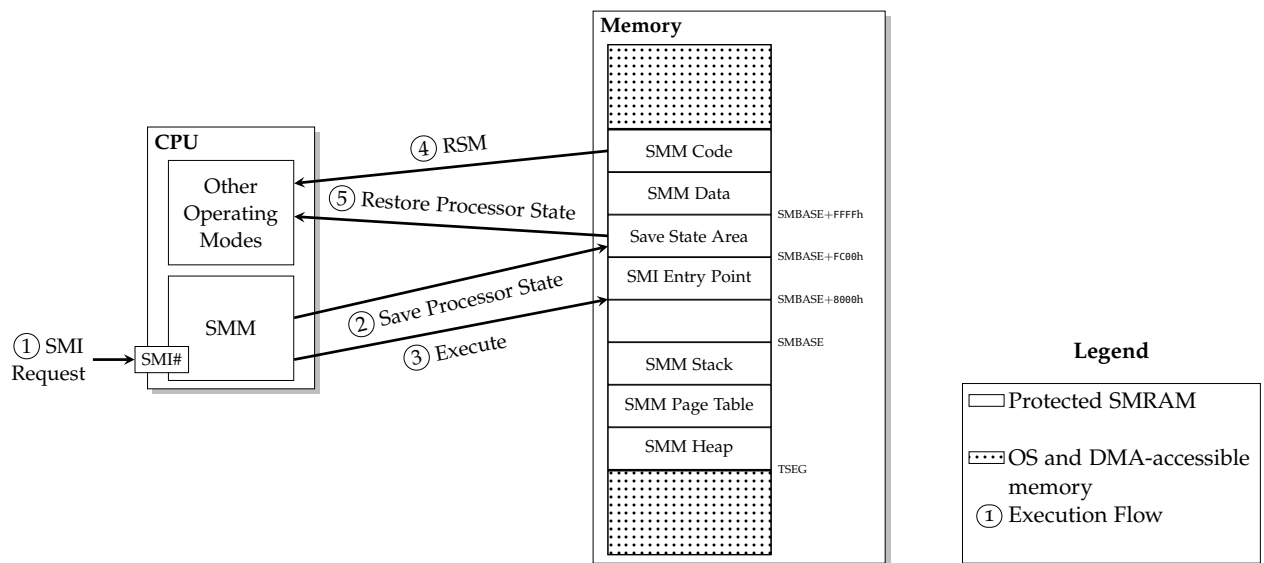 Memory
CPU
Other
Operating
Modes
SMM
SMI#
① SMI
Request
④ RSM
⑤ Restore Processor State
② Save Processor State
③ Execute
SMM Code
SMM Data
Save State Area
SMI Entry Point
SMM Stack
SMM Page Table
SMM Heap
SMBASE+FFFFh
SMBASE+FC00h
SMBASE+8000h
SMBASE
TSEG
Legend
Protected SMRAM
OS and DMA-accessible
memory
① Execution Flow